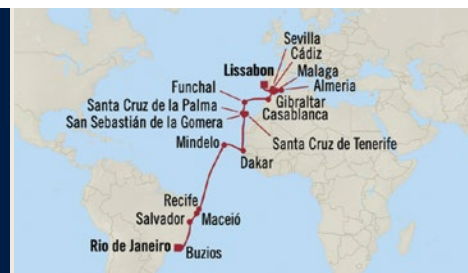 Sevilla
Cádiz
Lissabon
Malaga
Almeria
Funchal
Gibraltar
Santa Cruz de la Palma
Casablanca
San Sebastián de la Gomera
Santa Cruz de Tenerife
Mindelo
Dakar
Recife
Salvador
Maceió
Rio de Janeiro
Buzios